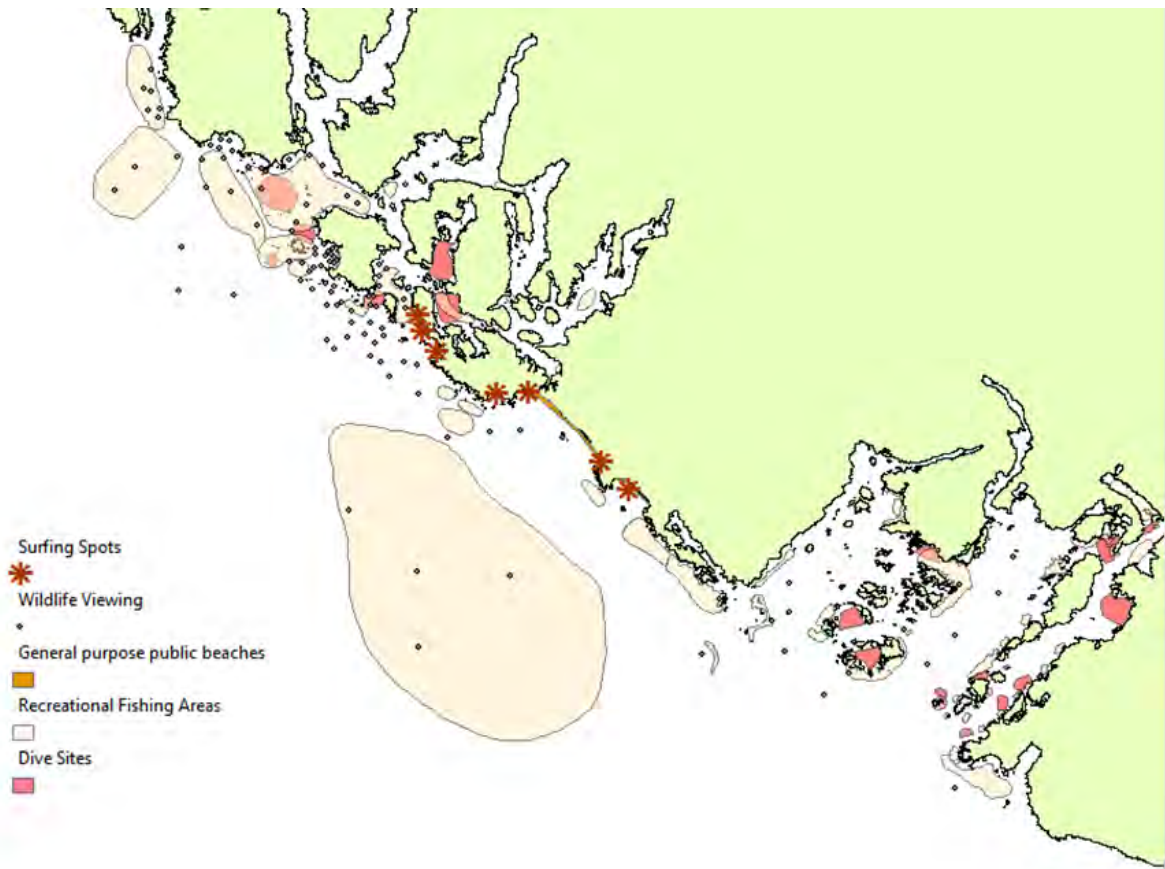 Surfing Spots
Wildlife Viewing
General purpose public beaches
Recreational Fishing Areas
Dive Sites